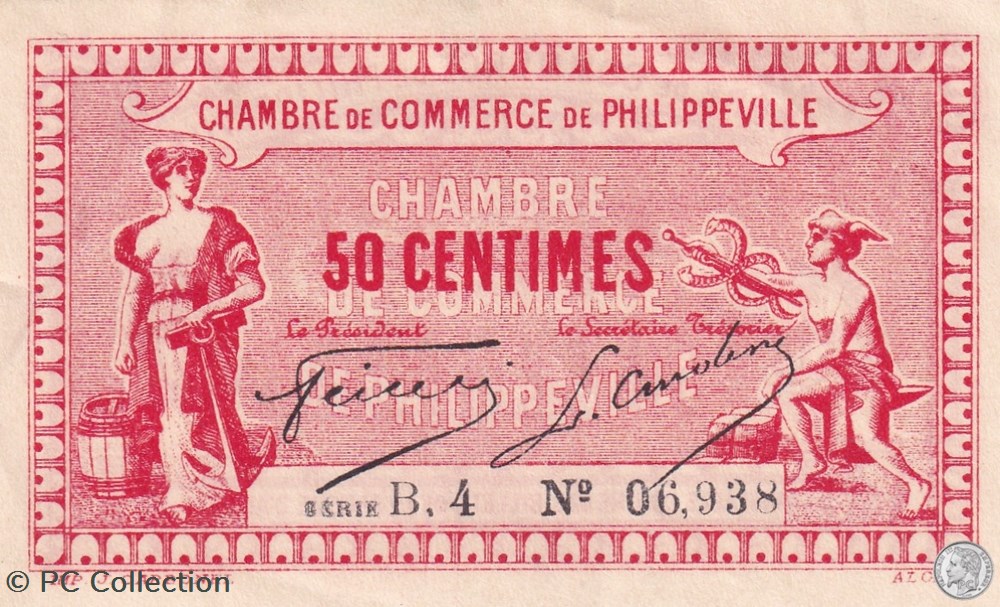 CHAMBRE DE COMMERCE DE PHILIPPEVILLE
CHAMBRE
50 CENTIMES
DE COMMERCE
Le Président Le Secrétaire Trésorier
DE PHILIPPEVILLE
SÉRIE B.4 Nº 06,938
© PC Collection